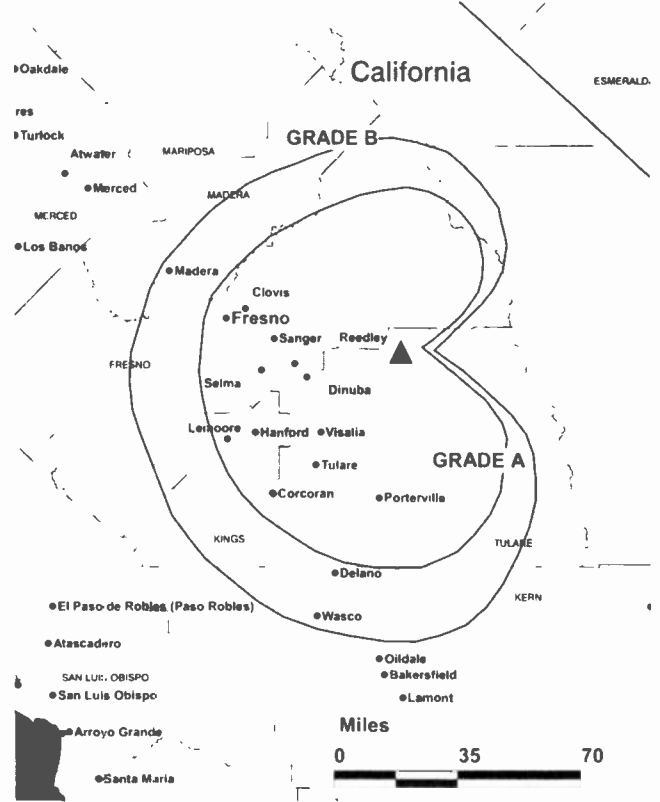 California
Oakdale
ESMERALD
res
Turlock
GRADE B
Atwater
MARIPOSA
Merced
MADERA
MERCED
Los Banos
Madera
Clovis
Fresno
Sanger
Reedley
FRESNO
Selma
Dinuba
Lemoore
Hanford
Visalia
Tulare
GRADE A
Corcoran
Porterville
KINGS
TULARE
Delano
KERN
El Paso de Robles (Paso Robles)
Wasco
Atascadero
Oildale
SAN LUIS OBISPO
Bakersfield
San Luis Obispo
Lamont
Miles
Arroyo Grande
0 35 70
Santa Maria